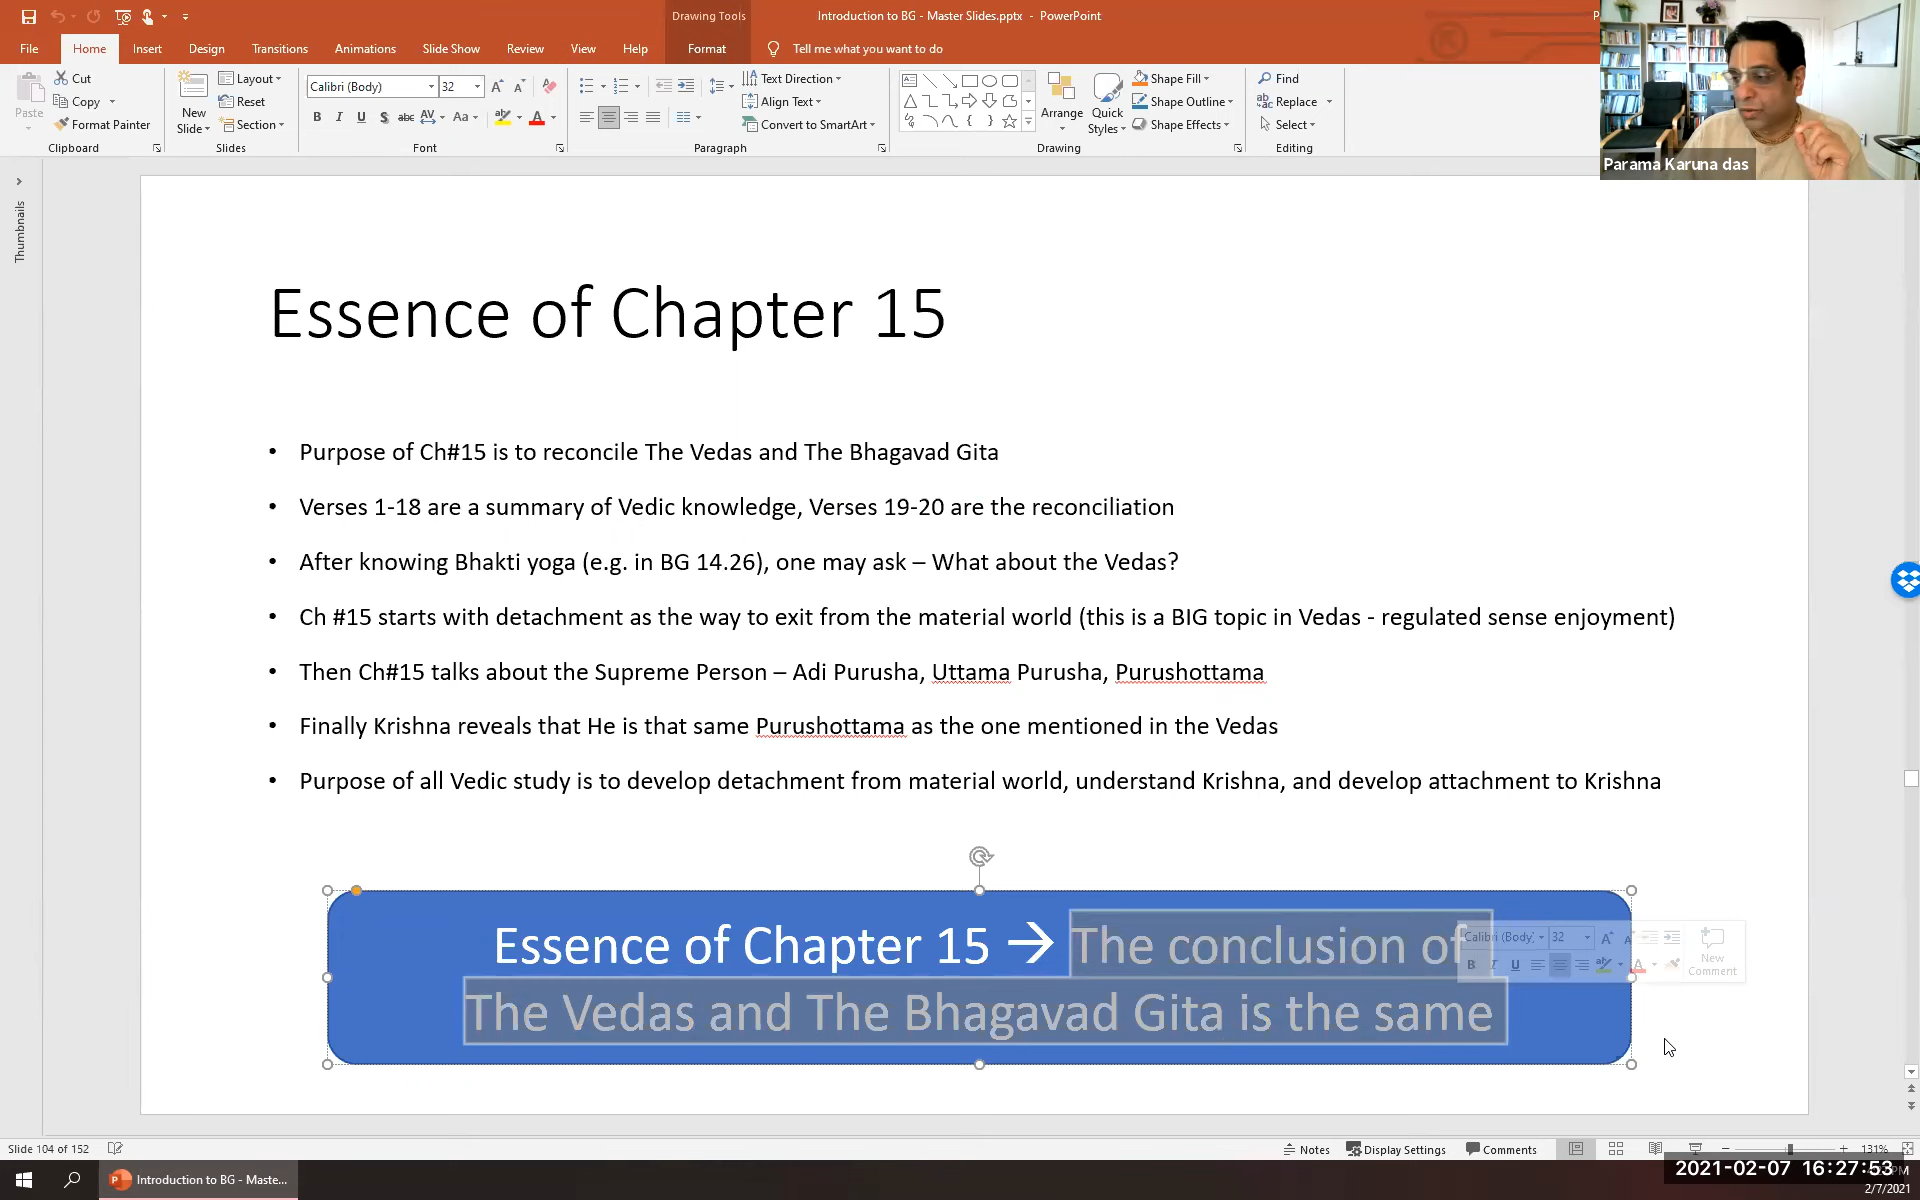 Drawing Tools
Introduction to BG - Master Slides.pptx - PowerPoint
P
File Home Insert Design Transitions Animations Slide Show Review View Help Format Tell me what you want to do
Paste
Cut
Copy
Format Painter
Clipboard
New Slide
Layout
Reset
Section
Slides
Calibri (Body) 32
B I U S abc AV Aa A
Font
Text Direction
Align Text
Convert to SmartArt
Paragraph
Arrange
Quick Styles
Shape Fill
Shape Outline
Shape Effects
Drawing
Find
Replace
Select
Editing
Parama Karuna das
Thumbnails
Essence of Chapter 15
• Purpose of Ch#15 is to reconcile The Vedas and The Bhagavad Gita
• Verses 1-18 are a summary of Vedic knowledge, Verses 19-20 are the reconciliation
• After knowing Bhakti yoga (e.g. in BG 14.26), one may ask – What about the Vedas?
• Ch #15 starts with detachment as the way to exit from the material world (this is a BIG topic in Vedas - regulated sense enjoyment)
• Then Ch#15 talks about the Supreme Person – Adi Purusha, Uttama Purusha, Purushottama
• Finally Krishna reveals that He is that same Purushottama as the one mentioned in the Vedas
• Purpose of all Vedic study is to develop detachment from material world, understand Krishna, and develop attachment to Krishna
Essence of Chapter 15 → The conclusion of
The Vedas and The Bhagavad Gita is the same
Calibri (Body) 32
B I U A
New Comment
Slide 104 of 152
Notes Display Settings Comments 131%
Introduction to BG - Maste...
2021-02-07 16:27:53
2/7/2021